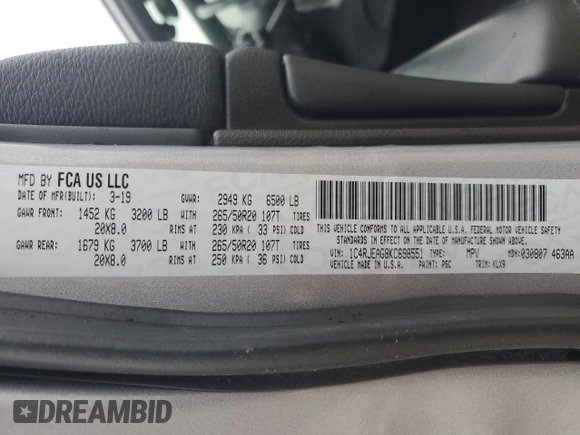 MFD BY FCA US LLC
DATE OF MFR(BUILT): 3-19 GVWR: 2949 KG 6500 LB
GAWR FRONT: 1452 KG 3200 LB WITH 265/50R20 107T TIRES
20X8.0 RIMS AT 230 KPA ( 33 PSI) COLD
GAWR REAR: 1679 KG 3700 LB WITH 265/50R20 107T TIRES
20X8.0 RIMS AT 250 KPA ( 36 PSI) COLD
THIS VEHICLE CONFORMS TO ALL APPLICABLE U.S.A. FEDERAL MOTOR VEHICLE SAFETY
STANDARDS IN EFFECT ON THE DATE OF MANUFACTURE SHOWN ABOVE.
VIN: 1C4RJEAG8KC698551 TYPE: MPV MDH:030807 463AA
VEHICLE MADE IN U.S.A. PAINT: PSC TRIM: KLX9
DREAMBID